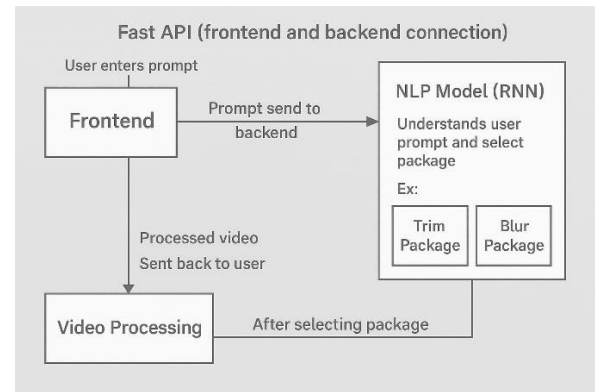 Fast API (frontend and backend connection)
User enters prompt
Frontend
Prompt send to
backend
NLP Model (RNN)
Understands user
prompt and select
package
Ex:
Trim
Package
Blur
Package
Processed video
Sent back to user
Video Processing
After selecting package